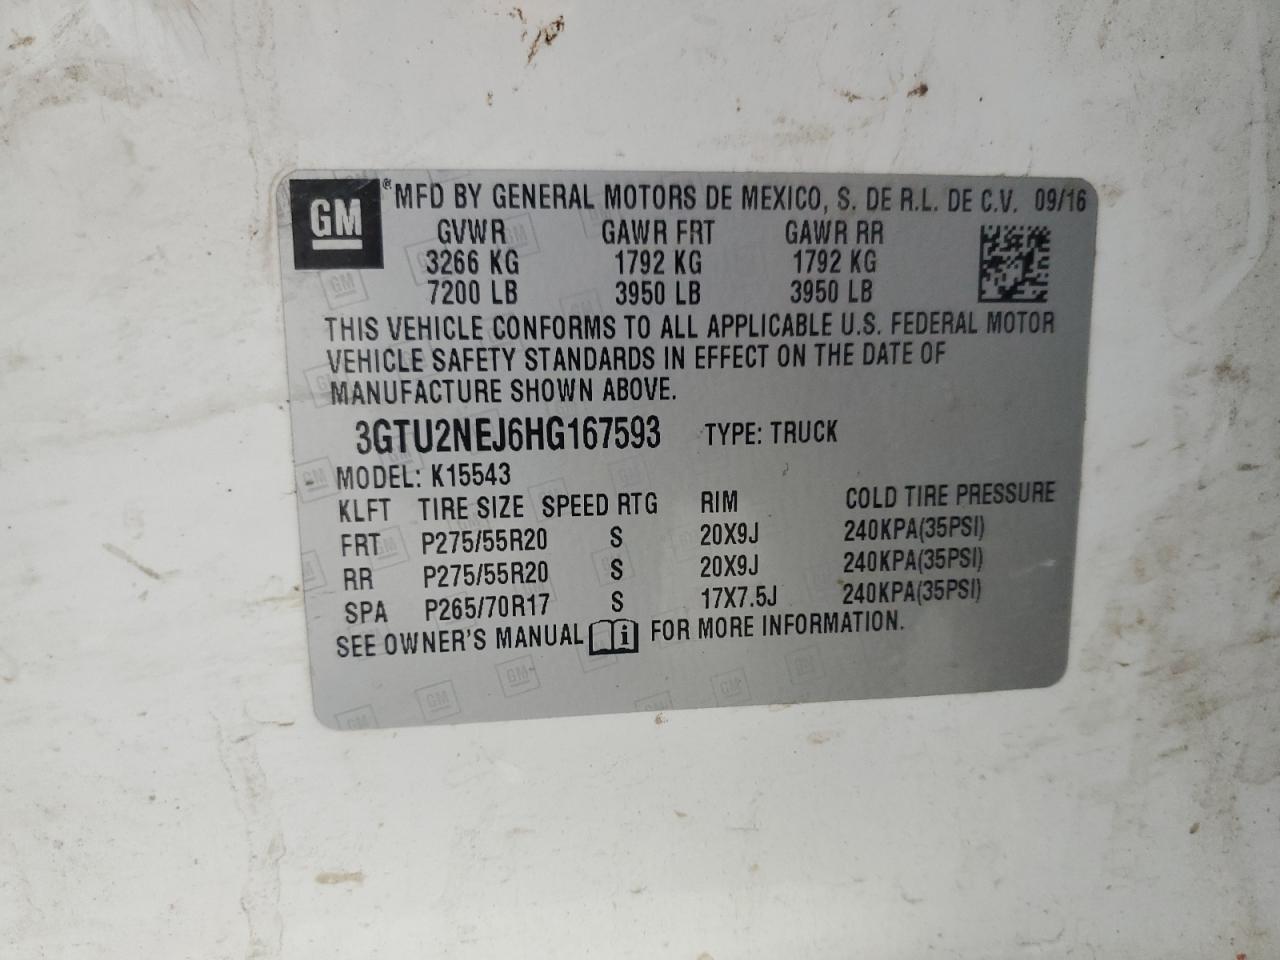 GM ® MFD BY GENERAL MOTORS DE MEXICO, S. DE R.L. DE C.V. 09/16
GVWR GAWR FRT GAWR RR
3266 KG 1792 KG 1792 KG
7200 LB 3950 LB 3950 LB
THIS VEHICLE CONFORMS TO ALL APPLICABLE U.S. FEDERAL MOTOR
VEHICLE SAFETY STANDARDS IN EFFECT ON THE DATE OF
MANUFACTURE SHOWN ABOVE.
3GTU2NEJ6HG167593 TYPE: TRUCK
MODEL: K15543
KLFT TIRE SIZE SPEED RTG RIM COLD TIRE PRESSURE
FRT P275/55R20 S 20X9J 240KPA(35PSI)
RR P275/55R20 S 20X9J 240KPA(35PSI)
SPA P265/70R17 S 17X7.5J 240KPA(35PSI)
SEE OWNER'S MANUAL i FOR MORE INFORMATION.